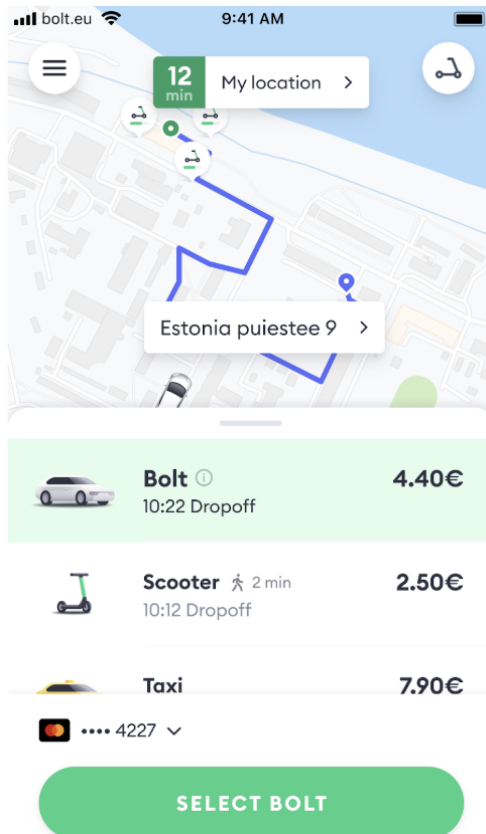 bolt.eu
9:41 AM
12
min
My location
Estonia puiestee 9
Bolt
4.40€
10:22 Dropoff
Scooter 2 min
2.50€
10:12 Dropoff
Taxi
7.90€
•••• 4227
SELECT BOLT